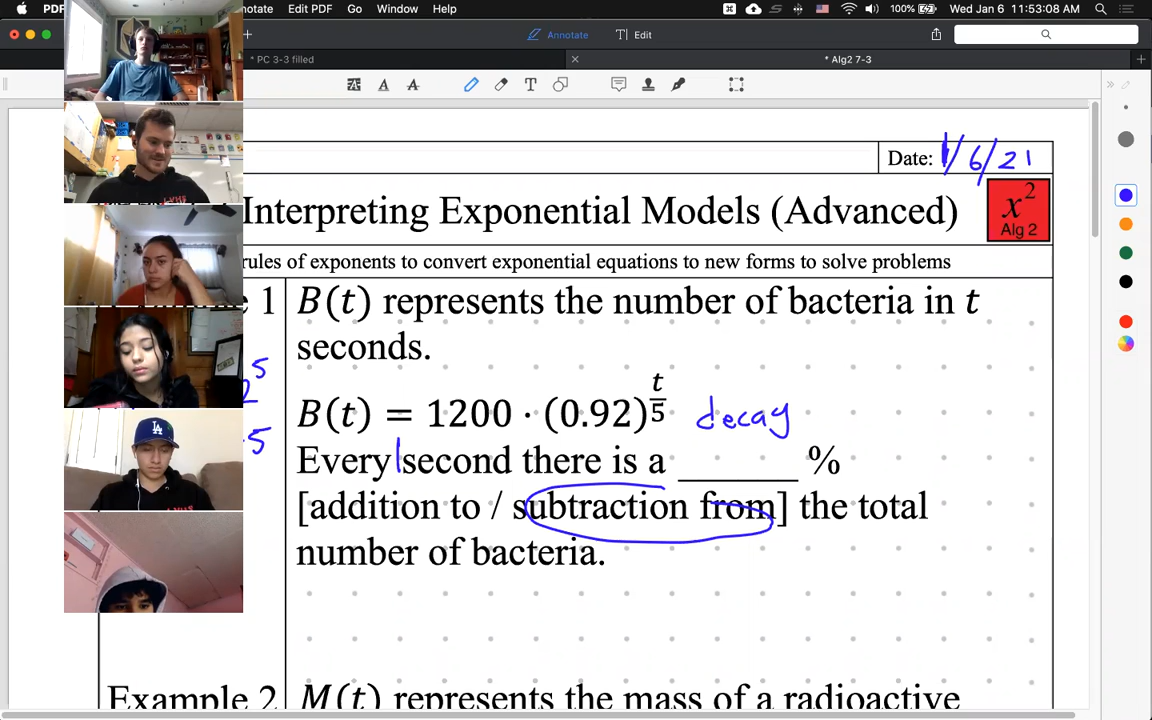 PDF
notate Edit PDF Go Window Help 100% Wed Jan 6 11:53:08 AM
Annotate Edit
* PC 3-3 filled * Alg2 7-3
Date: 1/6/21
Interpreting Exponential Models (Advanced)
x²
Alg 2
rules of exponents to convert exponential equations to new forms to solve problems
e 1
B(t) represents the number of bacteria in t
seconds.
B(t) = 1200 · (0.92)^(t/5) decay
Every 1 second there is a ________ %
[addition to / subtraction from] the total
number of bacteria.
Example 2
M(t) represents the mass of a radioactive